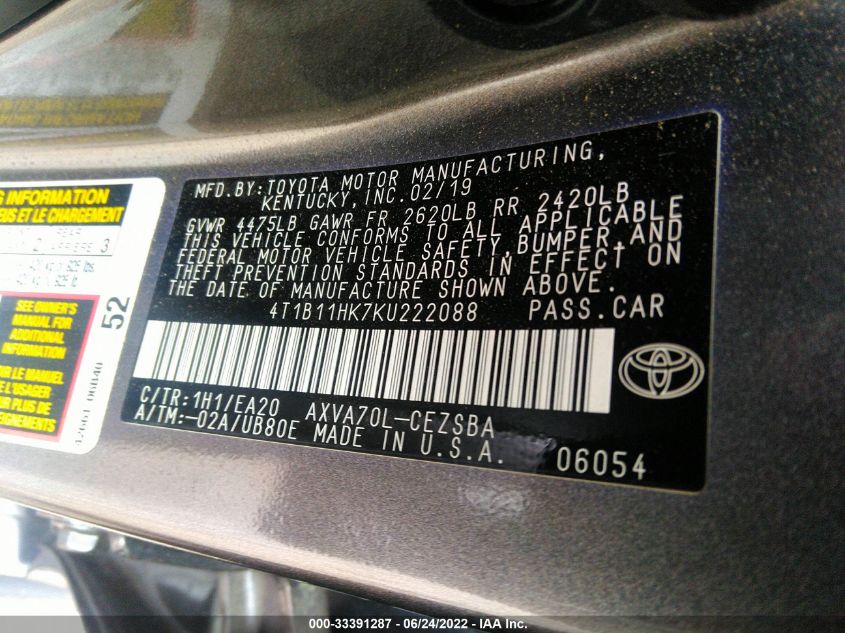 MFD.BY:TOYOTA MOTOR MANUFACTURING,
KENTUCKY, INC. 02/19
GVWR 4475LB GAWR FR 2620LB RR 2420LB
THIS VEHICLE CONFORMS TO ALL APPLICABLE
FEDERAL MOTOR VEHICLE SAFETY, BUMPER, AND
THEFT PREVENTION STANDARDS IN EFFECT ON
THE DATE OF MANUFACTURE SHOWN ABOVE.
4T1B11HK7KU222088 PASS.CAR
C/TR:1H1/EA20 AXVA70L-CEZSBA
A/TM:-02A/UB80E MADE IN U.S.A. 06054
INFORMATION
ET LE CHARGEMENT
REAR
2 ARRIERE 3
SEE OWNER'S
MANUAL FOR
ADDITIONAL
INFORMATION
LE MANUEL
L'USAGER
PLUS DE
52
000-33391287 - 06/24/2022 - IAA Inc.